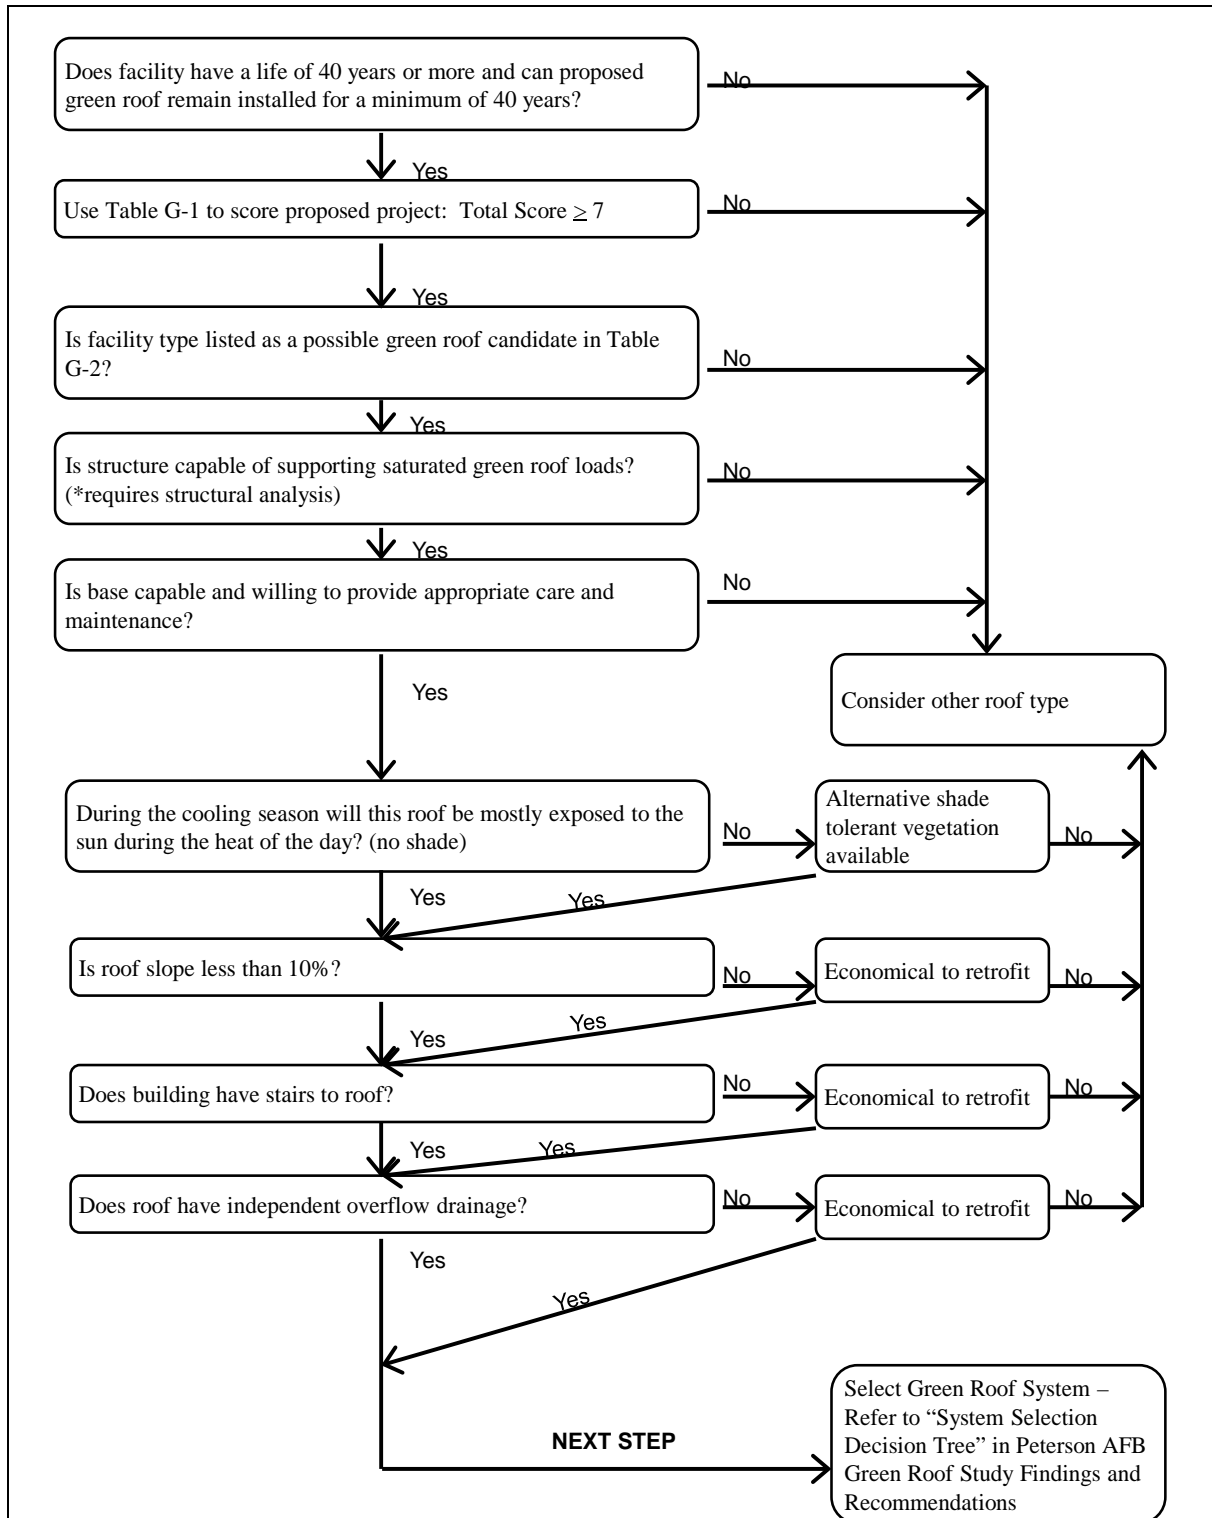 Does facility have a life of 40 years or more and can proposed
green roof remain installed for a minimum of 40 years?
No
Yes
Use Table G-1 to score proposed project: Total Score ≥ 7
No
Yes
Is facility type listed as a possible green roof candidate in Table
G-2?
No
Yes
Is structure capable of supporting saturated green roof loads?
(*requires structural analysis)
No
Yes
Is base capable and willing to provide appropriate care and
maintenance?
No
Yes
Consider other roof type
During the cooling season will this roof be mostly exposed to the
sun during the heat of the day? (no shade)
No
Alternative shade
tolerant vegetation
available
No
Yes
Yes
Is roof slope less than 10%?
No
Economical to retrofit
No
Yes
Yes
Does building have stairs to roof?
No
Economical to retrofit
No
Yes
Yes
Does roof have independent overflow drainage?
No
Economical to retrofit
No
Yes
Yes
NEXT STEP
Select Green Roof System –
Refer to “System Selection
Decision Tree” in Peterson AFB
Green Roof Study Findings and
Recommendations